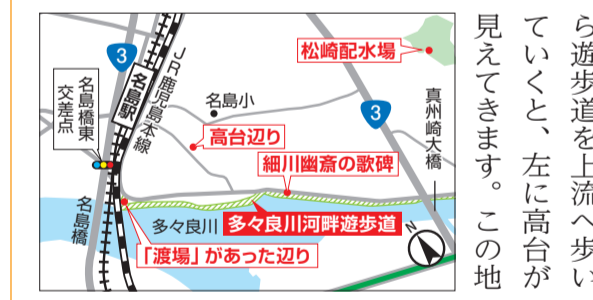 ら遊歩道を上流へ歩い
ていくと、左に高台が
見えてきます。この地
3
JR鹿児島本線
名島駅
名島橋東
交差点
名島小
松崎配水場
3
真州崎大橋
高台辺り
細川幽斎の歌碑
名島橋
多々良川
多々良川河畔遊歩道
「渡場」があった辺り
N